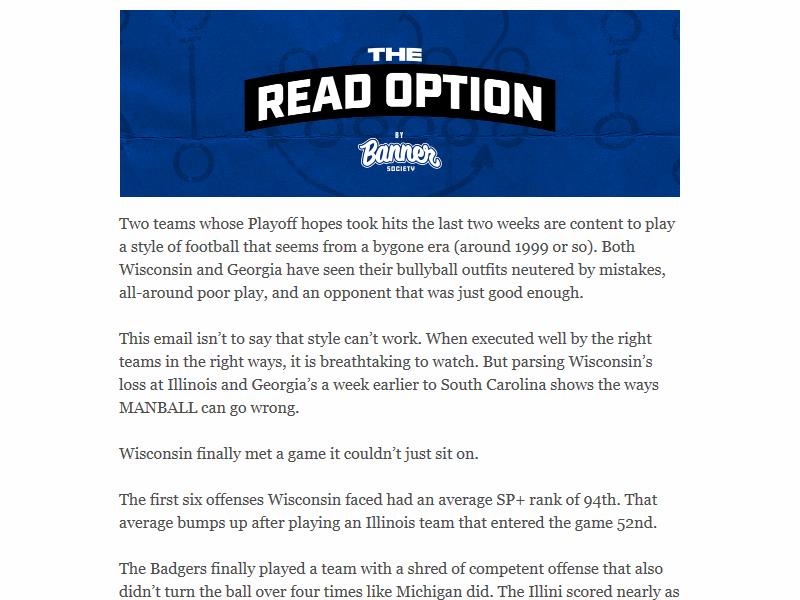 THE
READ OPTION
BY
Banner
SOCIETY
Two teams whose Playoff hopes took hits the last two weeks are content to play
a style of football that seems from a bygone era (around 1999 or so). Both
Wisconsin and Georgia have seen their bullyball outfits neutered by mistakes,
all-around poor play, and an opponent that was just good enough.
This email isn’t to say that style can’t work. When executed well by the right
teams in the right ways, it is breathtaking to watch. But parsing Wisconsin’s
loss at Illinois and Georgia’s a week earlier to South Carolina shows the ways
MANBALL can go wrong.
Wisconsin finally met a game it couldn’t just sit on.
The first six offenses Wisconsin faced had an average SP+ rank of 94th. That
average bumps up after playing an Illinois team that entered the game 52nd.
The Badgers finally played a team with a shred of competent offense that also
didn’t turn the ball over four times like Michigan did. The Illini scored nearly as